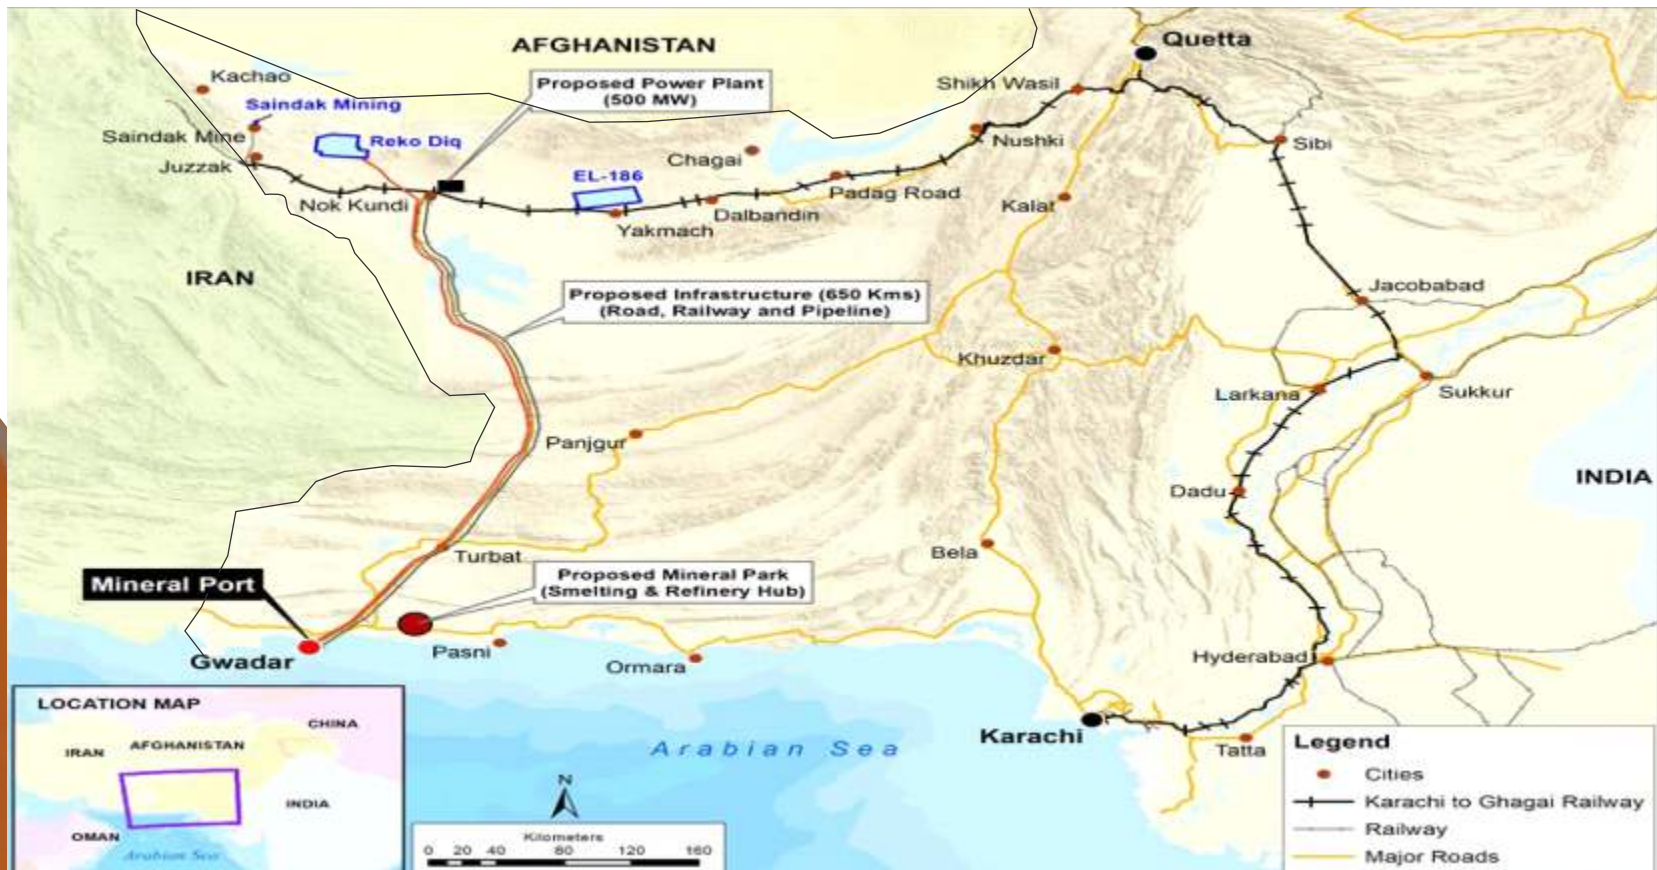 AFGHANISTAN
Quetta
Kachao
Proposed Power Plant
(500 MW)
Shikh Wasil
Saindak Mining
Saindak Mine
Reko Diq
Nushki
Sibi
Juzzak
Chagai
EL-186
Padag Road
Nok Kundi
Dalbandin
Kalat
Yakmach
IRAN
Proposed Infrastructure (650 Kms)
(Road, Railway and Pipeline)
Jacobabad
Khuzdar
Larkana
Sukkur
Panjgur
INDIA
Dadu
Turbat
Bela
Mineral Port
Proposed Mineral Park
(Smelting & Refinery Hub)
Gwadar
Pasni
Ormara
Hyderabad
Karachi
Tatta
Arabian Sea
LOCATION MAP
CHINA
IRAN
AFGHANISTAN
INDIA
OMAN
Arabian Sea
N
Kilometers
0 20 40 80 120 160
Legend
Cities
Karachi to Ghagai Railway
Railway
Major Roads